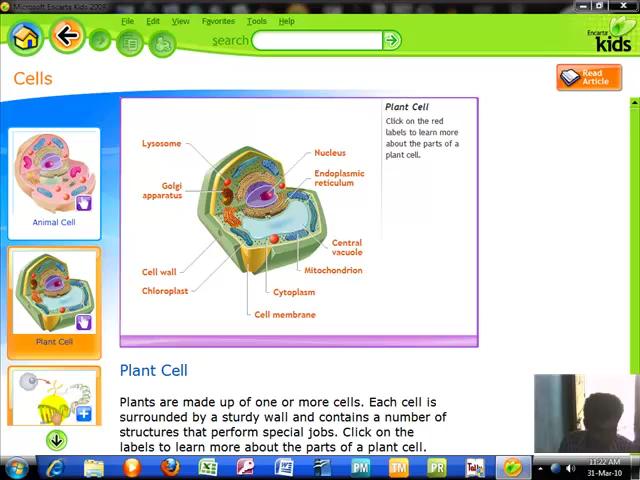 Microsoft Encarta Kids 2009
File Edit View Favorites Tools Help
search
Encarta
kids
Cells
Read
Article
Plant Cell
Click on the red
labels to learn more
about the parts of a
plant cell.
Lysosome
Nucleus
Golgi
apparatus
Endoplasmic
reticulum
Central
vacuole
Cell wall
Mitochondrion
Chloroplast
Cytoplasm
Cell membrane
Animal Cell
Plant Cell
Plant Cell
Plants are made up of one or more cells. Each cell is
surrounded by a sturdy wall and contains a number of
structures that perform special jobs. Click on the
labels to learn more about the parts of a plant cell.
PM TM PR
11:22 AM
31-Mar-10